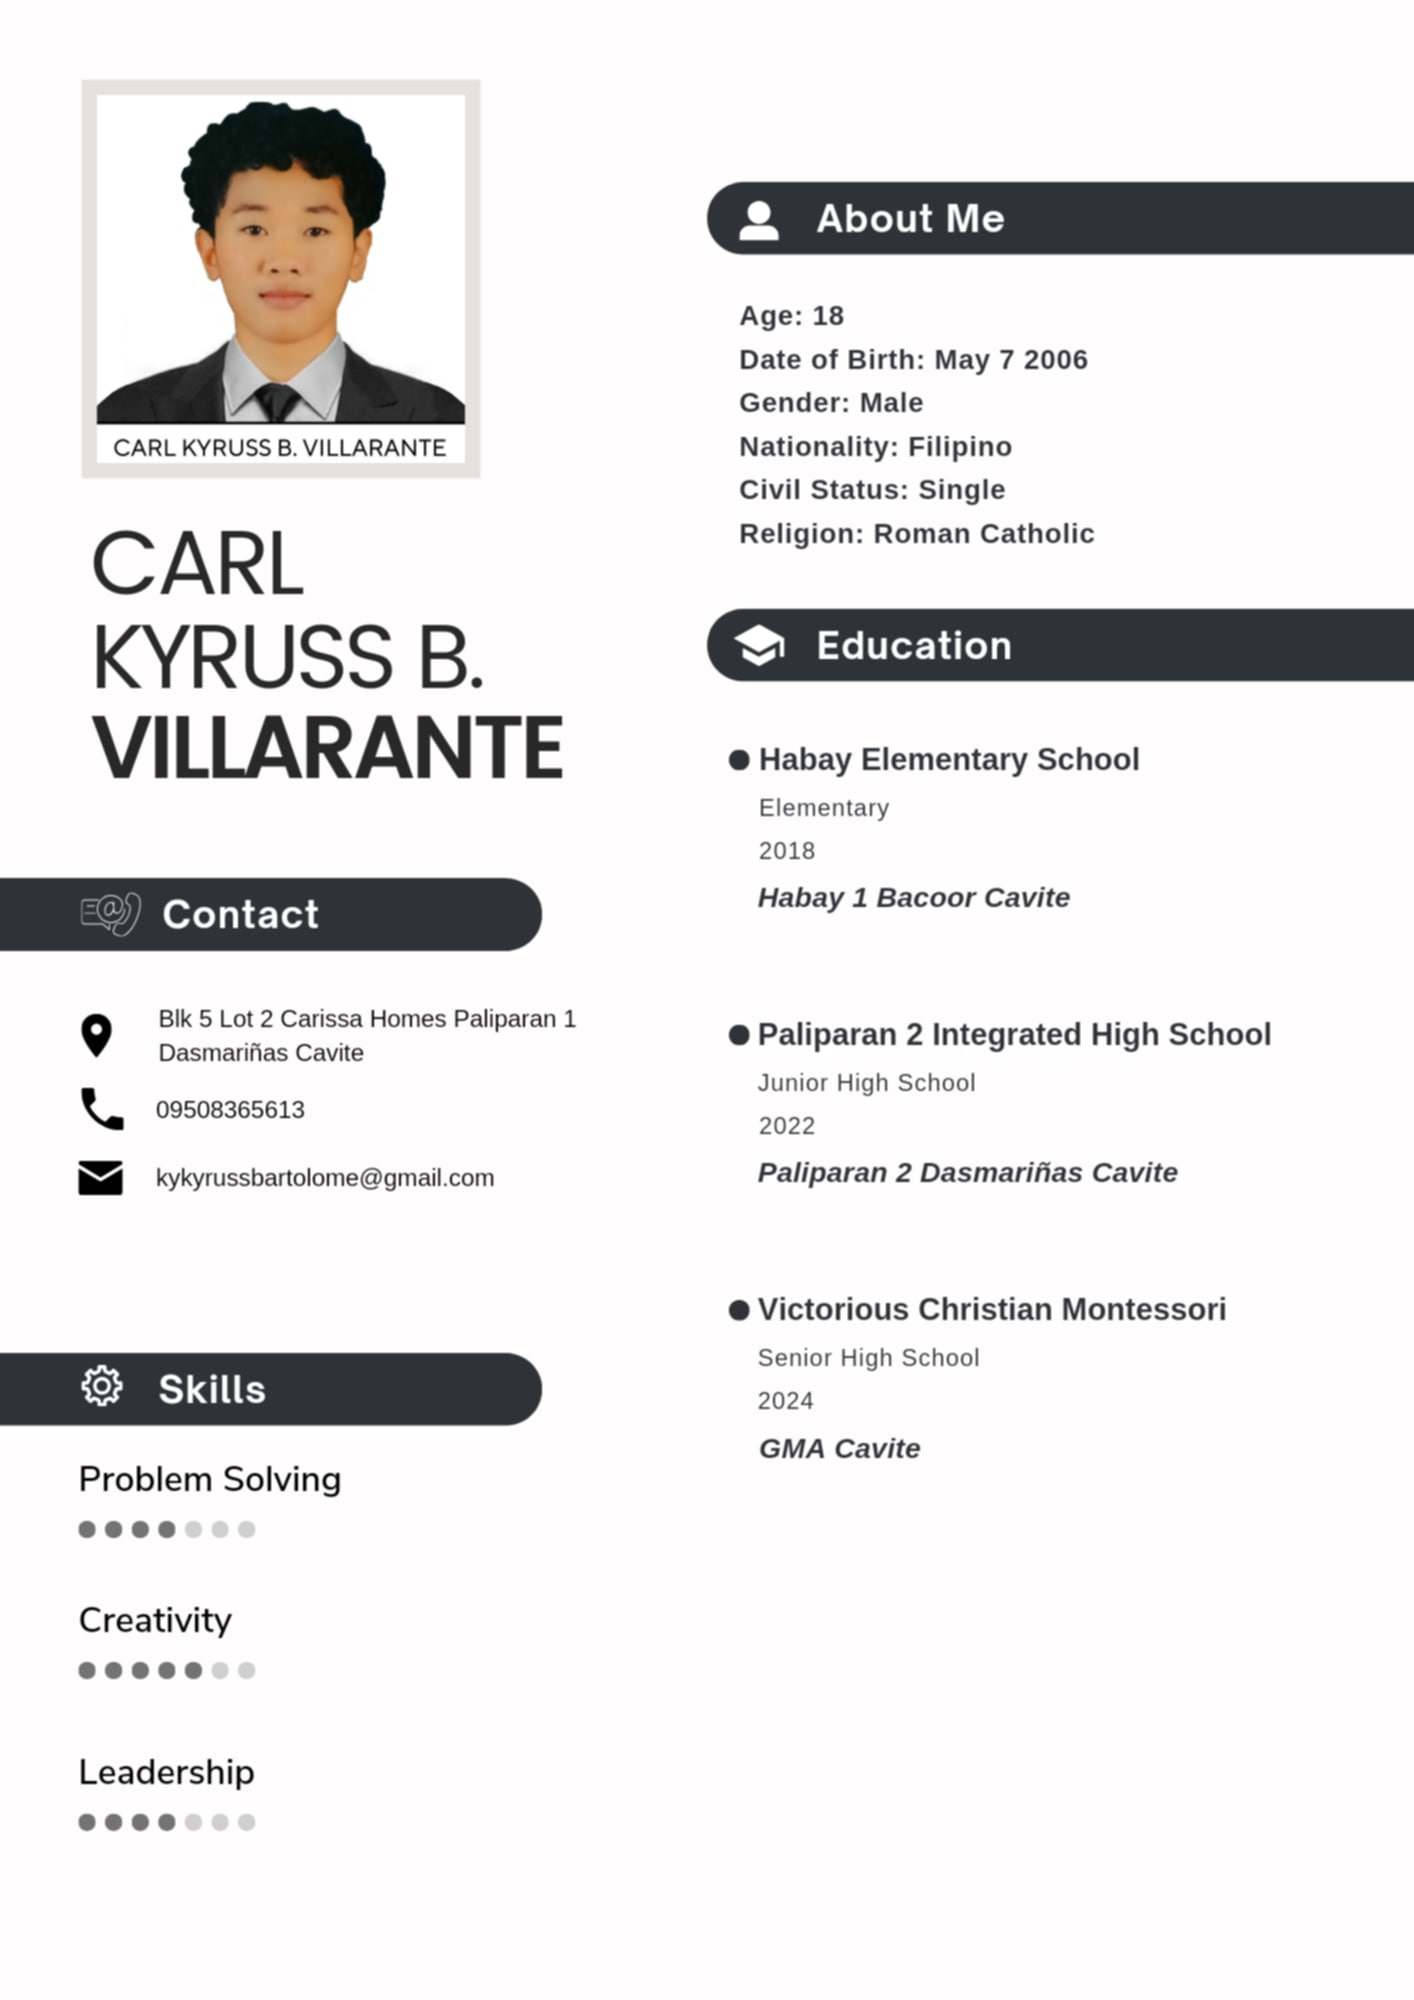 CARL KYRUSS B. VILLARANTE
CARL
KYRUSS B.
VILLARANTE
Contact
Blk 5 Lot 2 Carissa Homes Paliparan 1
Dasmariñas Cavite
09508365613
kykyrussbartolome@gmail.com
Skills
Problem Solving
Creativity
Leadership
About Me
Age: 18
Date of Birth: May 7 2006
Gender: Male
Nationality: Filipino
Civil Status: Single
Religion: Roman Catholic
Education
Habay Elementary School
Elementary
2018
Habay 1 Bacoor Cavite
Paliparan 2 Integrated High School
Junior High School
2022
Paliparan 2 Dasmariñas Cavite
Victorious Christian Montessori
Senior High School
2024
GMA Cavite